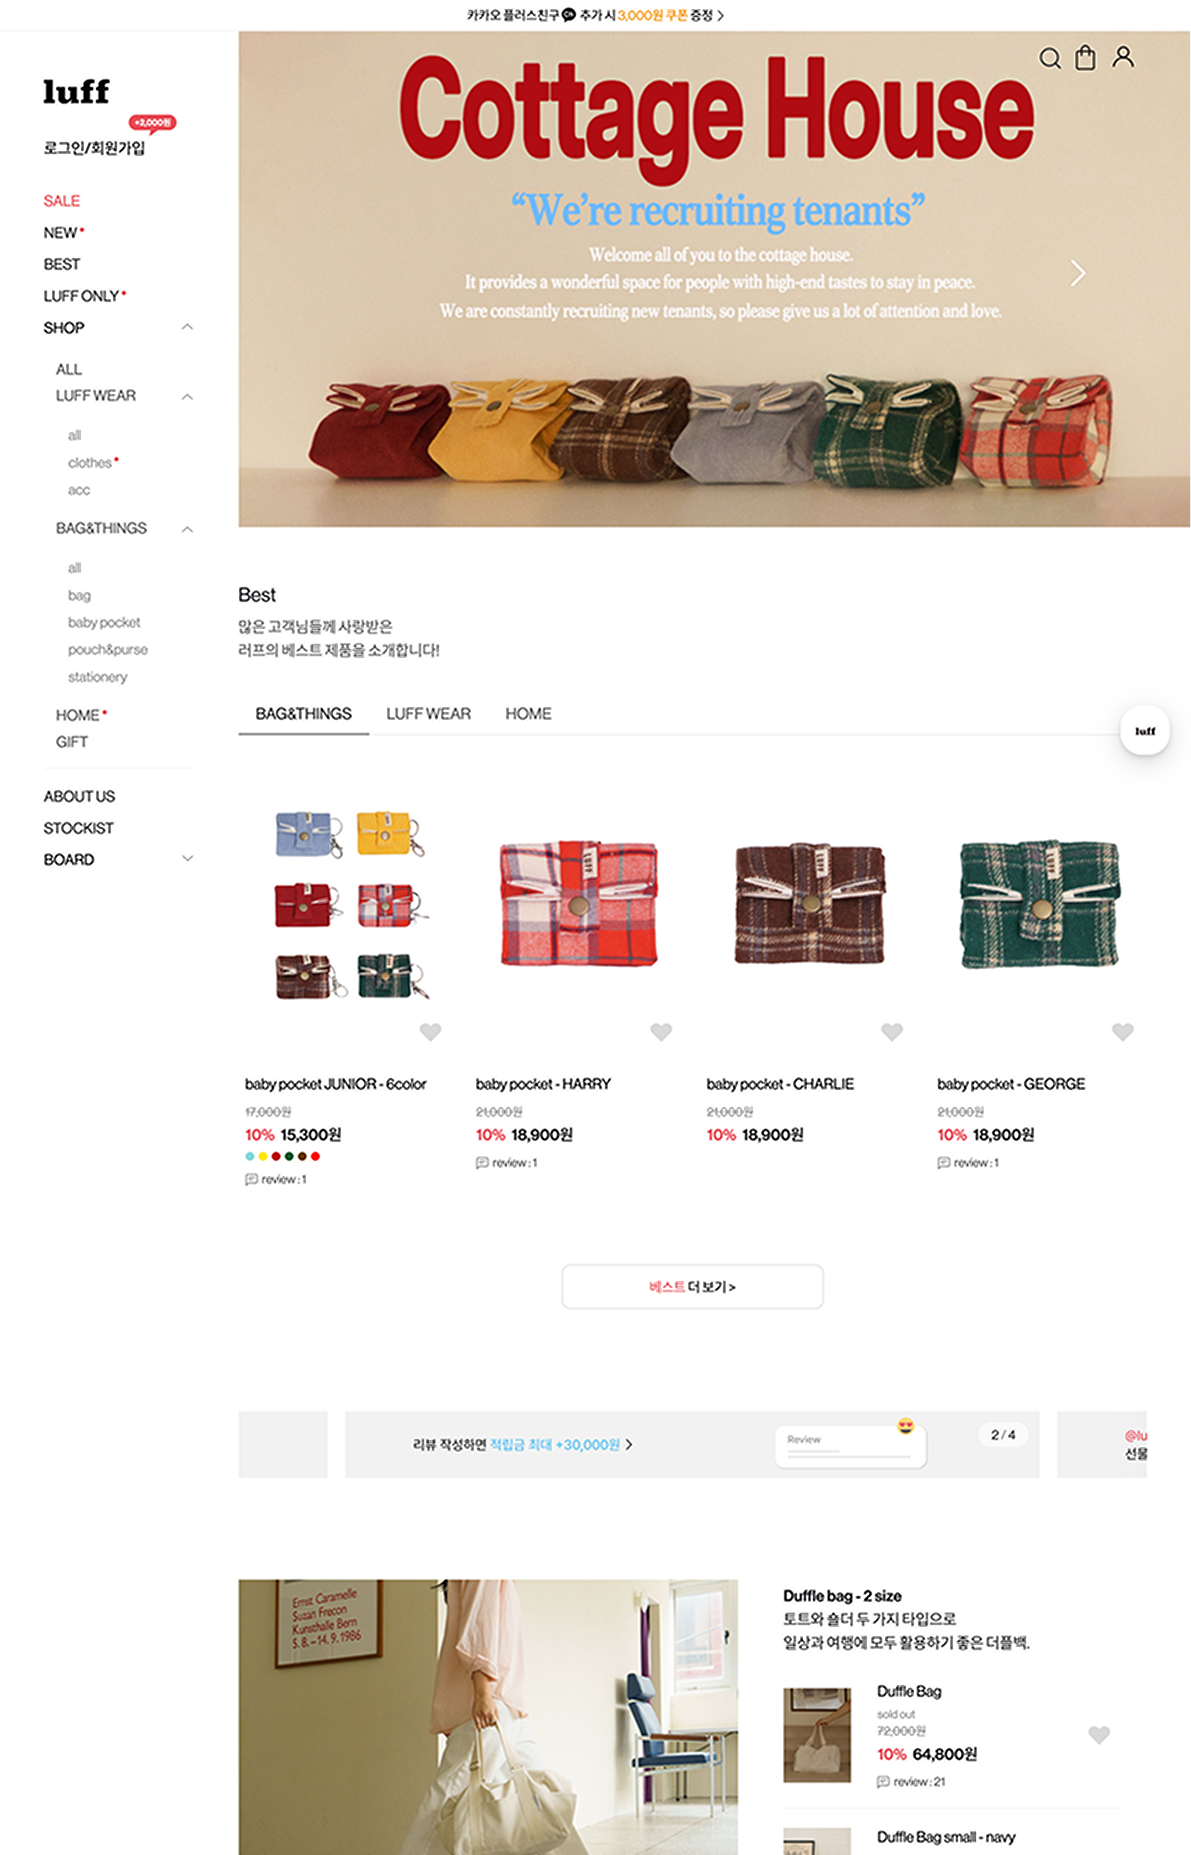 카카오 플러스친구 추가 시 3,000원 쿠폰 증정 >
luff
+2,000원
로그인/회원가입
SALE
NEW
BEST
LUFF ONLY
SHOP
ALL
LUFF WEAR
all
clothes
acc
BAG&THINGS
all
bag
baby pocket
pouch&purse
stationery
HOME
GIFT
ABOUT US
STOCKIST
BOARD
Cottage House
“We’re recruiting tenants”
Welcome all of you to the cottage house.
It provides a wonderful space for people with high-end tastes to stay in peace.
We are constantly recruiting new tenants, so please give us a lot of attention and love.
Best
많은 고객님들께 사랑받은
러프의 베스트 제품을 소개합니다!
BAG&THINGS LUFF WEAR HOME
luff
baby pocket JUNIOR - 6color
17,000원
10% 15,300원
review : 1
LUFF
baby pocket - HARRY
21,000원
10% 18,900원
review : 1
LUFF
baby pocket - CHARLIE
21,000원
10% 18,900원
LUFF
baby pocket - GEORGE
21,000원
10% 18,900원
review : 1
베스트 더 보기 >
리뷰 작성하면 적립금 최대 +30,000원 >
Review
2 / 4
@lu
선물
Ernst Caramelle
Suzan Frecon
Kunsthalle Bern
5. 8. – 14. 9. 1986
Duffle bag - 2 size
토트와 숄더 두 가지 타입으로
일상과 여행에 모두 활용하기 좋은 더플백.
Duffle Bag
sold out
72,000원
10% 64,800원
review : 21
Duffle Bag small - navy